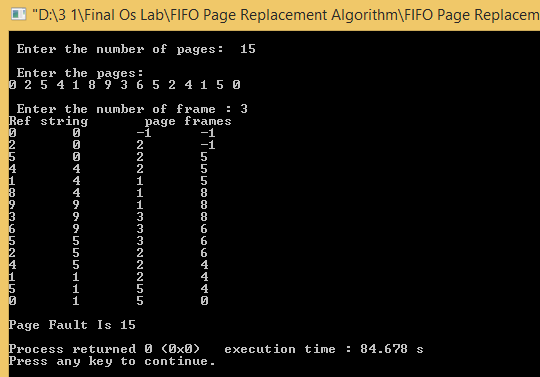 "D:\3 1\Final Os Lab\FIFO Page Replacement Algorithm\FIFO Page Replacem
Enter the number of pages:  15
Enter the pages:
0 2 5 4 1 8 9 3 6 5 2 4 1 5 0
Enter the number of frame : 3
Ref string       page frames
0       0       -1      -1
2       0       2       -1
5       0       2       5
4       4       2       5
1       4       1       5
8       4       1       8
9       9       1       8
3       9       3       8
6       9       3       6
5       5       3       6
2       5       2       6
4       5       2       4
1       1       2       4
5       1       5       4
0       1       5       0
Page Fault Is 15
Process returned 0 (0x0)   execution time : 84.678 s
Press any key to continue.